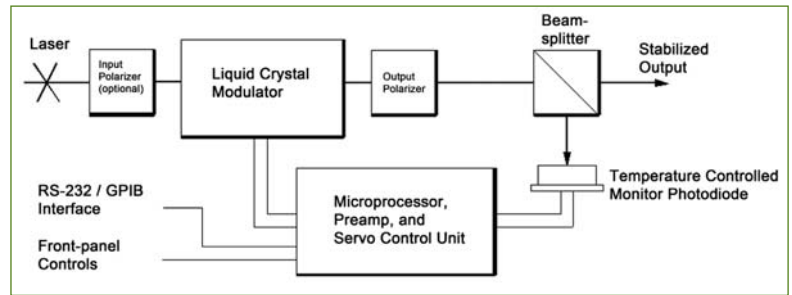 Laser
Input
Polarizer
(optional)
Liquid Crystal
Modulator
Output
Polarizer
Beam-
splitter
Stabilized
Output
Temperature Controlled
Monitor Photodiode
RS-232 / GPIB
Interface
Front-panel
Controls
Microprocessor,
Preamp, and
Servo Control Unit